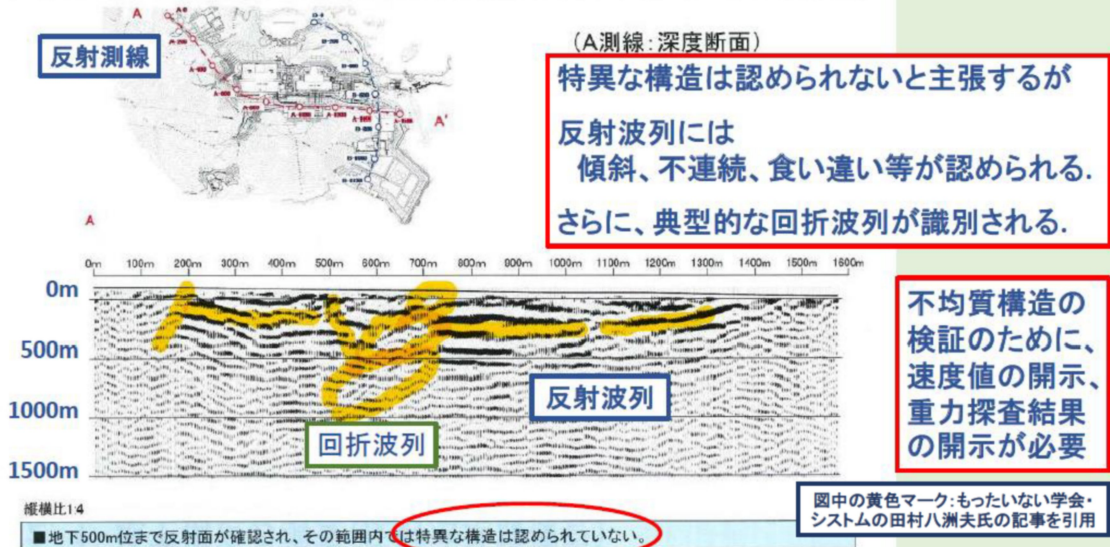 A
反射測線
A'
A
(A測線:深度断面)
特異な構造は認められないと主張するが
反射波列には
傾斜、不連続、食い違い等が認められる.
さらに、典型的な回折波列が識別される.
0m 100m 200m 300m 400m 500m 600m 700m 800m 900m 1000m 1100m 1200m 1300m 1400m 1500m 1600m
0m
500m
1000m
1500m
反射波列
回折波列
不均質構造の
検証のために、
速度値の開示、
重力探査結果
の開示が必要
縦横比1:4
図中の黄色マーク:もったいない学会・
システムの田村八洲夫氏の記事を引用
■地下500m位まで反射面が確認され、その範囲内では特異な構造は認められていない。